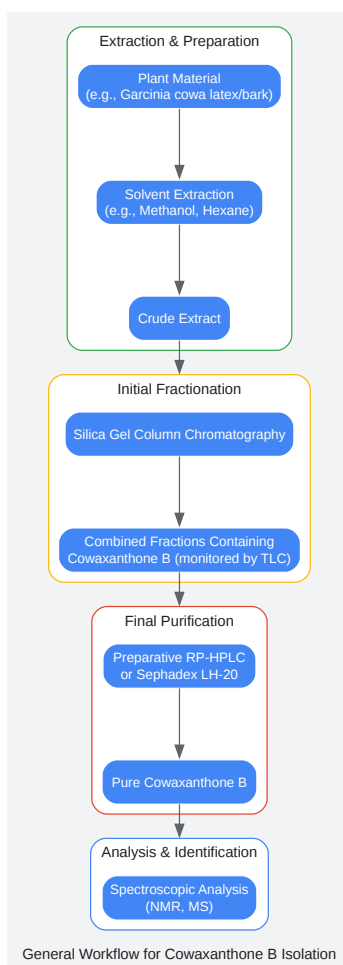 Extraction & Preparation
Plant Material
(e.g., Garcinia cowa latex/bark)
Solvent Extraction
(e.g., Methanol, Hexane)
Crude Extract
Initial Fractionation
Silica Gel Column Chromatography
Combined Fractions Containing
Cowaxanthone B (monitored by TLC)
Final Purification
Preparative RP-HPLC
or Sephadex LH-20
Pure Cowaxanthone B
Analysis & Identification
Spectroscopic Analysis
(NMR, MS)
General Workflow for Cowaxanthone B Isolation